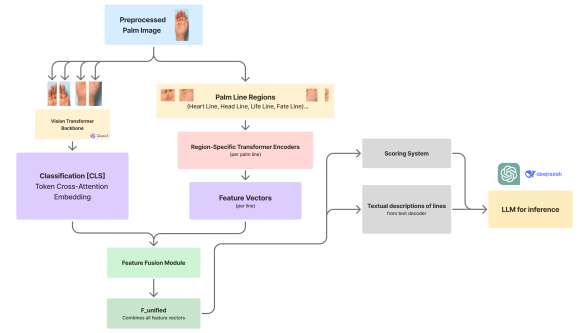 Preprocessed
Palm Image
Palm Line Regions
(Heart Line, Head Line, Life Line, Fate Line)...
Vision Transformer
Backbone
Region-Specific Transformer Encoders
(per palm line)
Classification [CLS]
Token Cross-Attention
Embedding
Feature Vectors
(per line)
Scoring System
Textual descriptions of lines
from text decoder
deepseek
LLM for inference
Feature Fusion Module
F_unified
Combines all feature vectors